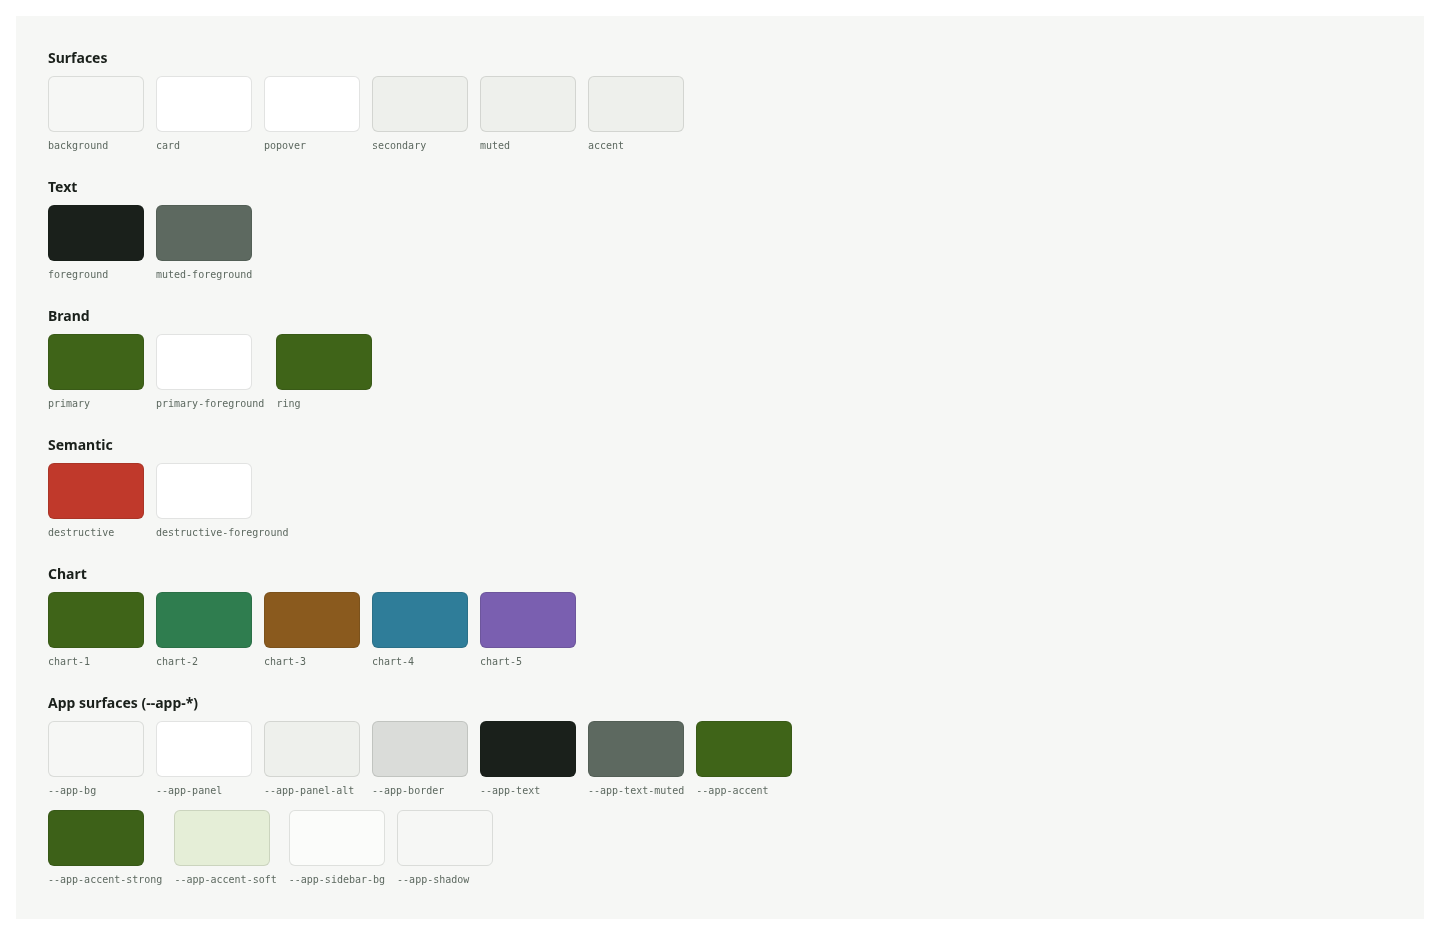 Surfaces
background card popover secondary muted accent
Text
foreground muted-foreground
Brand
primary primary-foreground ring
Semantic
destructive destructive-foreground
Chart
chart-1 chart-2 chart-3 chart-4 chart-5
App surfaces (--app-*)
--app-bg --app-panel --app-panel-alt --app-border --app-text --app-text-muted --app-accent
--app-accent-strong --app-accent-soft --app-sidebar-bg --app-shadow